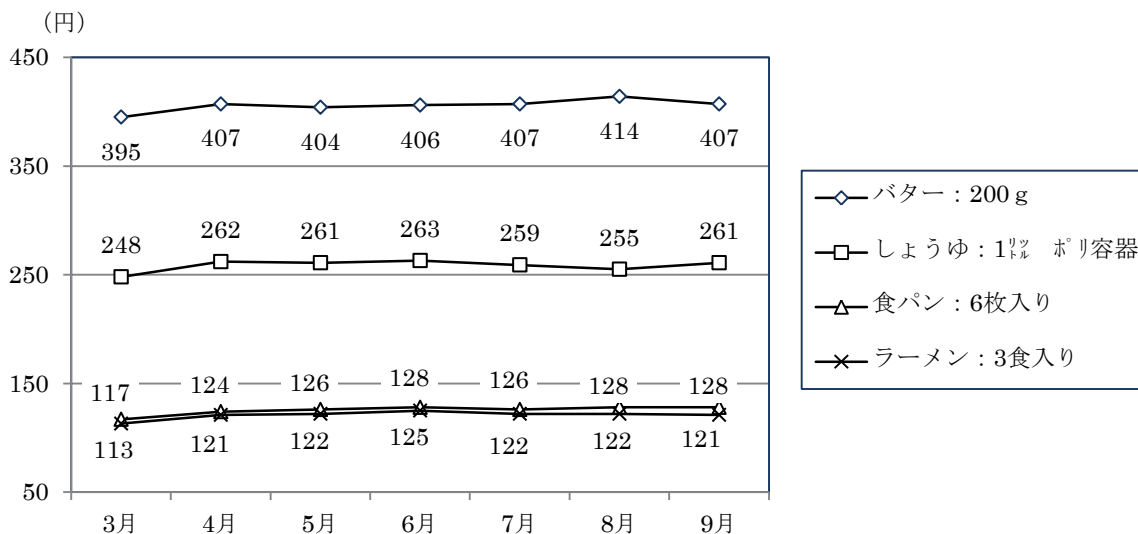 （円）
450
350
250
150
50
395
407
404
406
407
414
407
248
262
261
263
259
255
261
117
124
126
128
126
128
128
113
121
122
125
122
122
121
3月
4月
5月
6月
7月
8月
9月
バター：200ｇ
しょうゆ：1㍑ ﾎﾟﾘ容器
食パン：6枚入り
ラーメン：3食入り